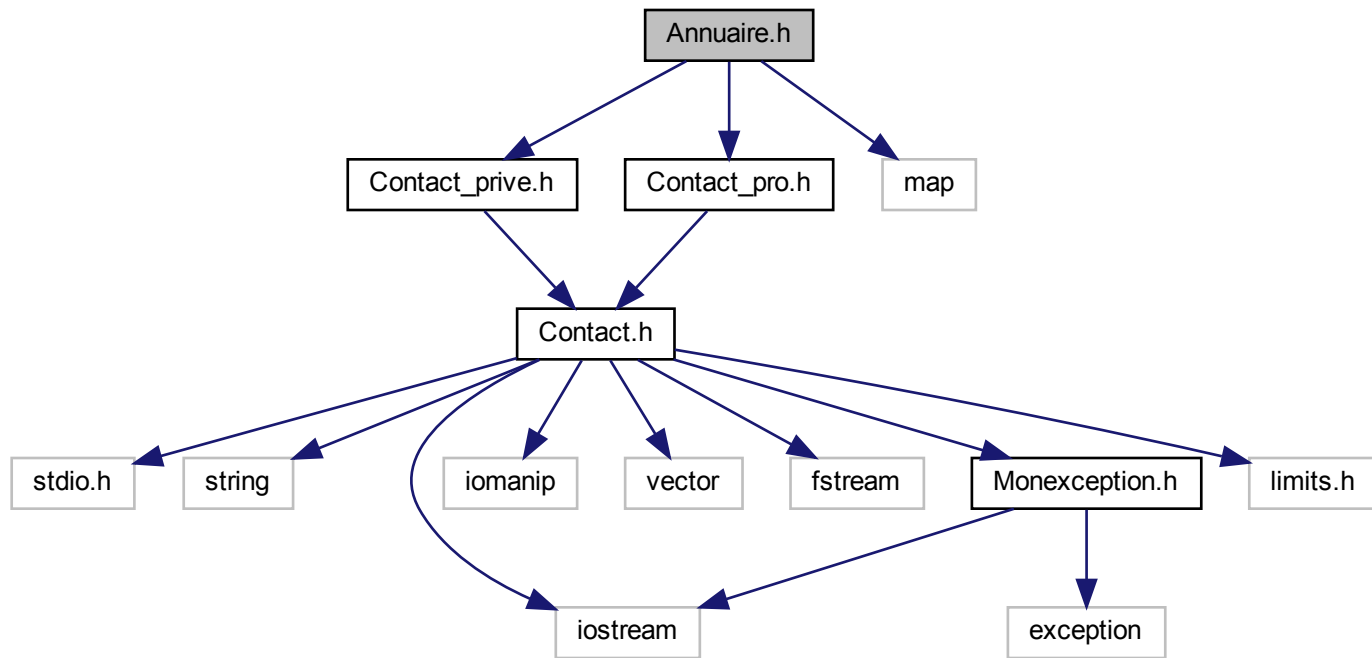 Annuaire.h
Contact_prive.h
Contact_pro.h
map
Contact.h
stdio.h
string
iomanip
vector
fstream
Monexception.h
limits.h
iostream
exception